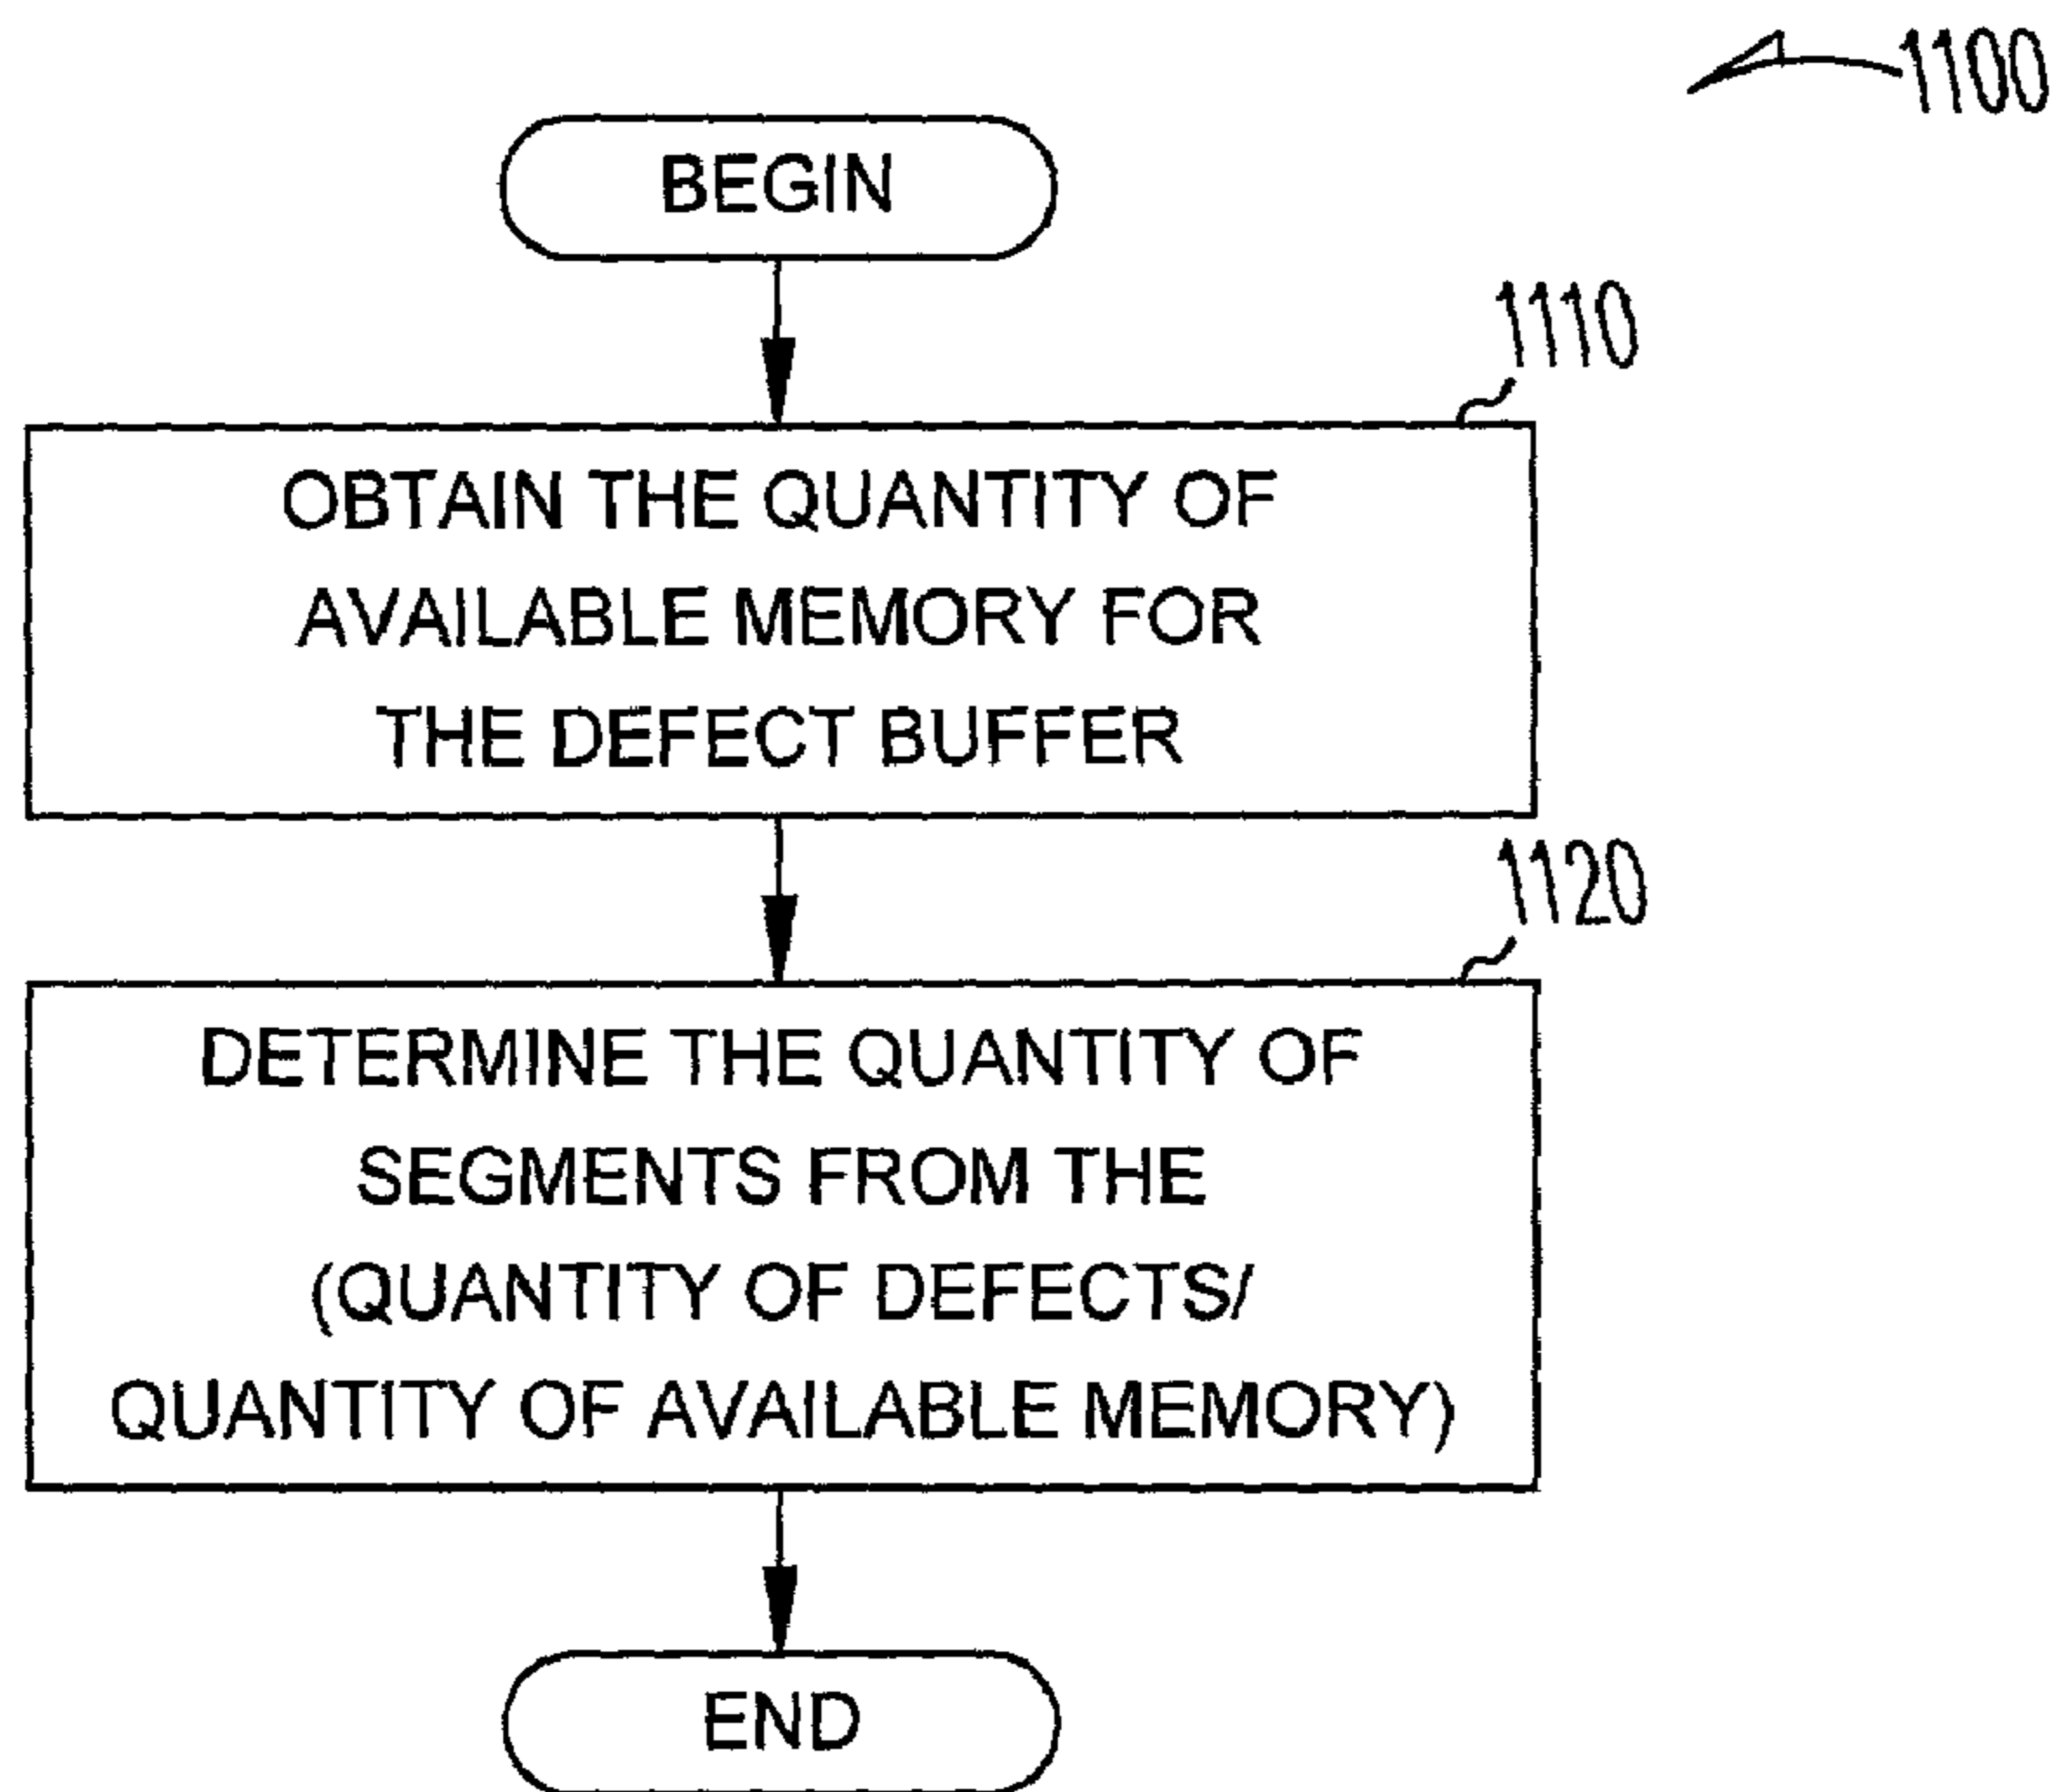 1100
BEGIN
1110
OBTAIN THE QUANTITY OF
AVAILABLE MEMORY FOR
THE DEFECT BUFFER
1120
DETERMINE THE QUANTITY OF
SEGMENTS FROM THE
(QUANTITY OF DEFECTS/
QUANTITY OF AVAILABLE MEMORY)
END